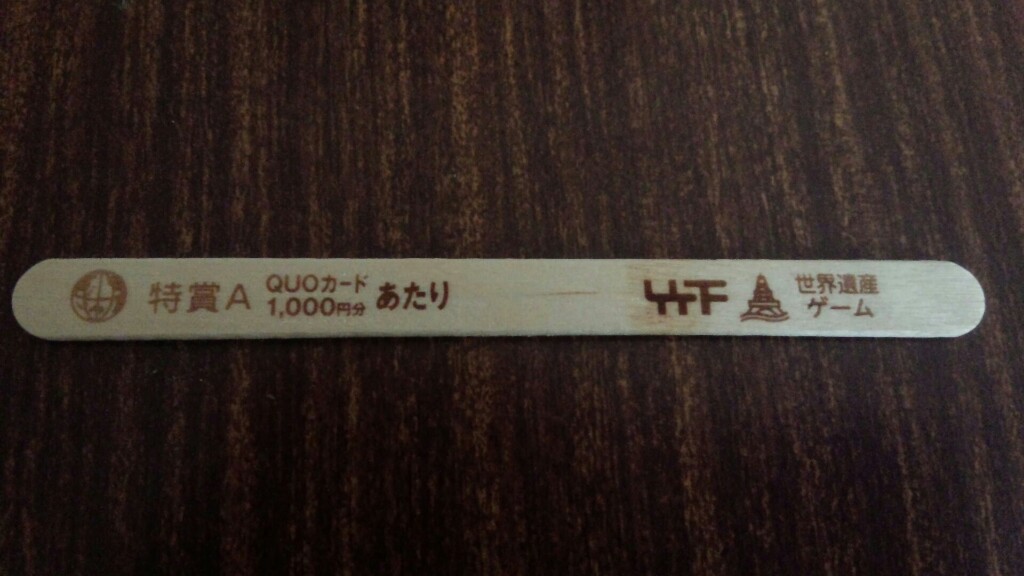 特賞A
QUOカード
1,000円分
あたり
世界遺産
ゲーム